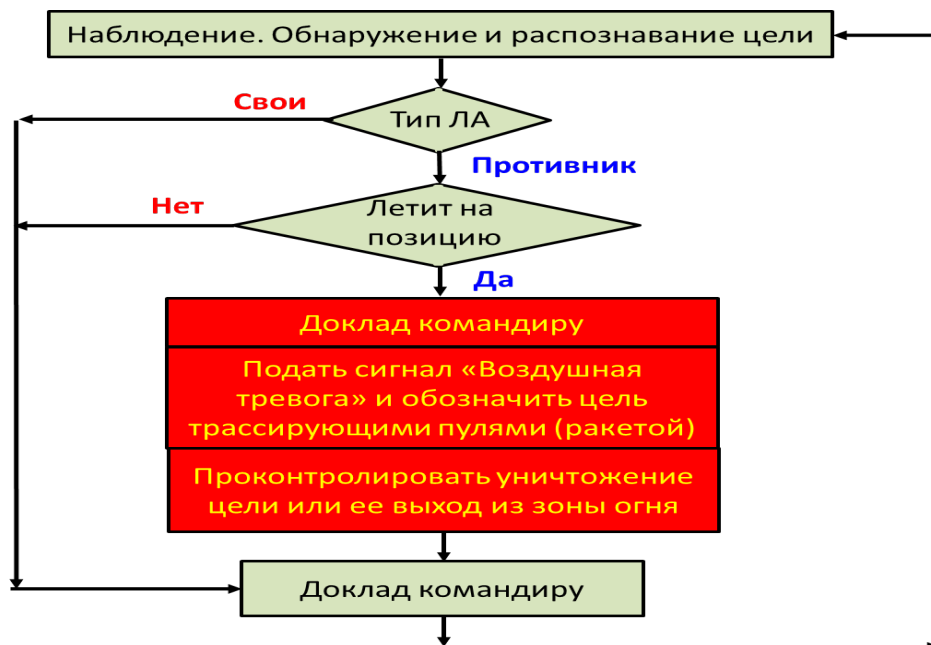 Наблюдение. Обнаружение и распознавание цели
Свои
Тип ЛА
Противник
Нет
Летит на
позицию
Да
Доклад командиру
Подать сигнал «Воздушная
тревога» и обозначить цель
трассирующими пулями (ракетой)
Проконтролировать уничтожение
цели или ее выход из зоны огня
Доклад командиру